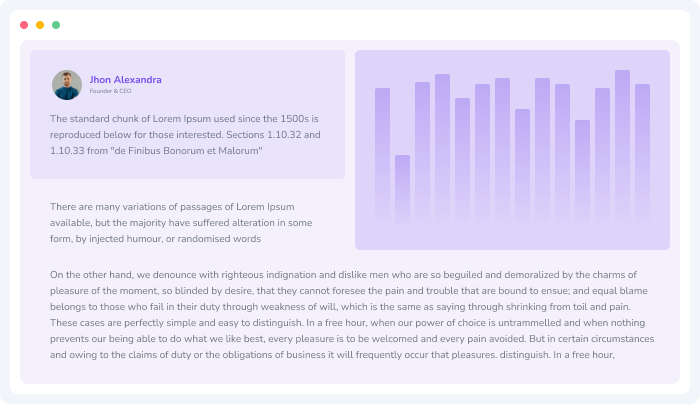 Jhon Alexandra
Founder & CEO
The standard chunk of Lorem Ipsum used since the 1500s is
reproduced below for those interested. Sections 1.10.32 and
1.10.33 from "de Finibus Bonorum et Malorum"
There are many variations of passages of Lorem Ipsum
available, but the majority have suffered alteration in some
form, by injected humour, or randomised words
On the other hand, we denounce with righteous indignation and dislike men who are so beguiled and demoralized by the charms of
pleasure of the moment, so blinded by desire, that they cannot foresee the pain and trouble that are bound to ensue; and equal blame
belongs to those who fail in their duty through weakness of will, which is the same as saying through shrinking from toil and pain.
These cases are perfectly simple and easy to distinguish. In a free hour, when our power of choice is untrammelled and when nothing
prevents our being able to do what we like best, every pleasure is to be welcomed and every pain avoided. But in certain circumstances
and owing to the claims of duty or the obligations of business it will frequently occur that pleasures. distinguish. In a free hour,